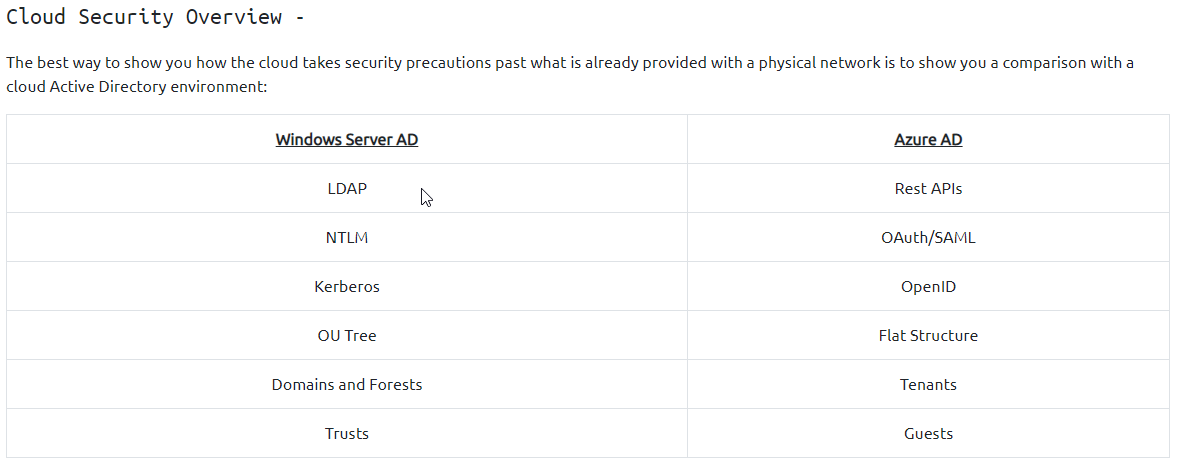 Cloud Security Overview -
The best way to show you how the cloud takes security precautions past what is already provided with a physical network is to show you a comparison with a
cloud Active Directory environment:
Windows Server AD Azure AD
LDAP Rest APIs
NTLM OAuth/SAML
Kerberos OpenID
OU Tree Flat Structure
Domains and Forests Tenants
Trusts Guests